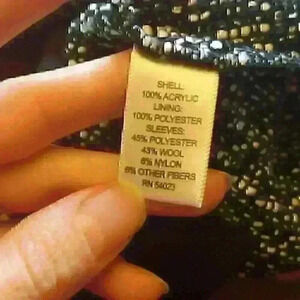 SHELL:
100% ACRYLIC
LINING:
100% POLYESTER
SLEEVES:
45% POLYESTER
43% WOOL
6% NYLON
6% OTHER FIBERS
RN 54023